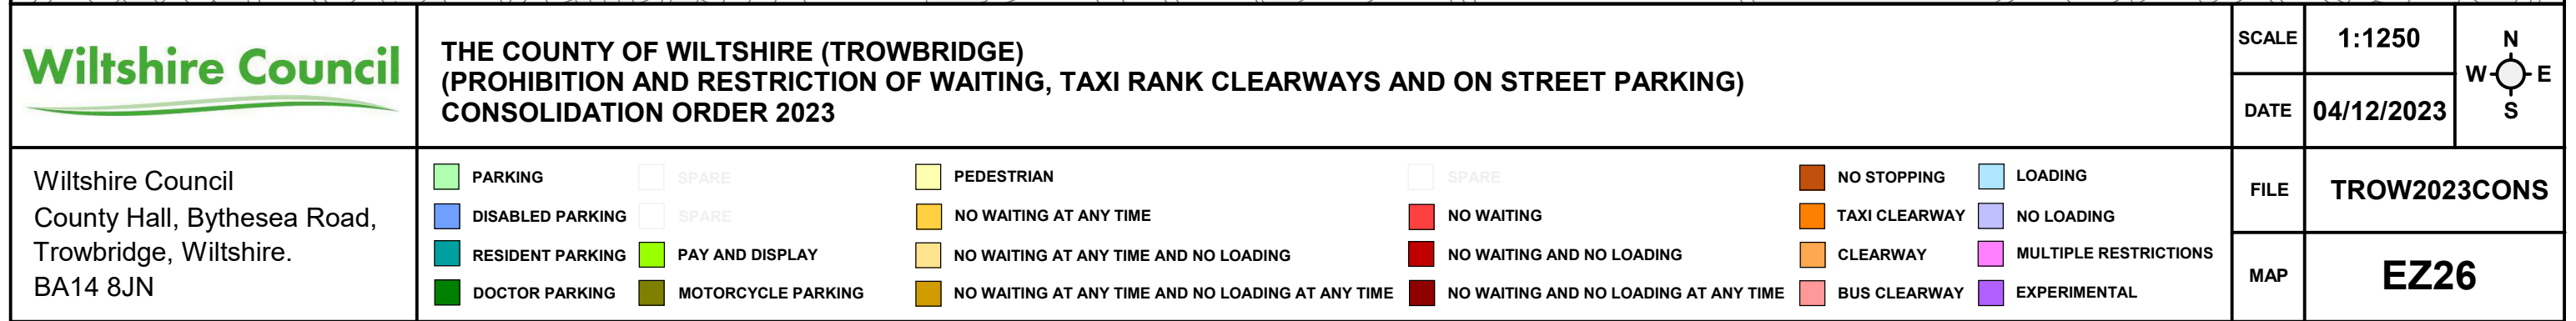 Wiltshire Council
THE COUNTY OF WILTSHIRE (TROWBRIDGE)
(PROHIBITION AND RESTRICTION OF WAITING, TAXI RANK CLEARWAYS AND ON STREET PARKING)
CONSOLIDATION ORDER 2023
SCALE 1:1250
DATE 04/12/2023
N
W E
S
Wiltshire Council
County Hall, Bythesea Road,
Trowbridge, Wiltshire.
BA14 8JN
PARKING SPARE PEDESTRIAN SPARE NO STOPPING LOADING
DISABLED PARKING SPARE NO WAITING AT ANY TIME NO WAITING TAXI CLEARWAY NO LOADING
RESIDENT PARKING PAY AND DISPLAY NO WAITING AT ANY TIME AND NO LOADING NO WAITING AND NO LOADING CLEARWAY MULTIPLE RESTRICTIONS
DOCTOR PARKING MOTORCYCLE PARKING NO WAITING AT ANY TIME AND NO LOADING AT ANY TIME NO WAITING AND NO LOADING AT ANY TIME BUS CLEARWAY EXPERIMENTAL
FILE TROW2023CONS
MAP EZ26